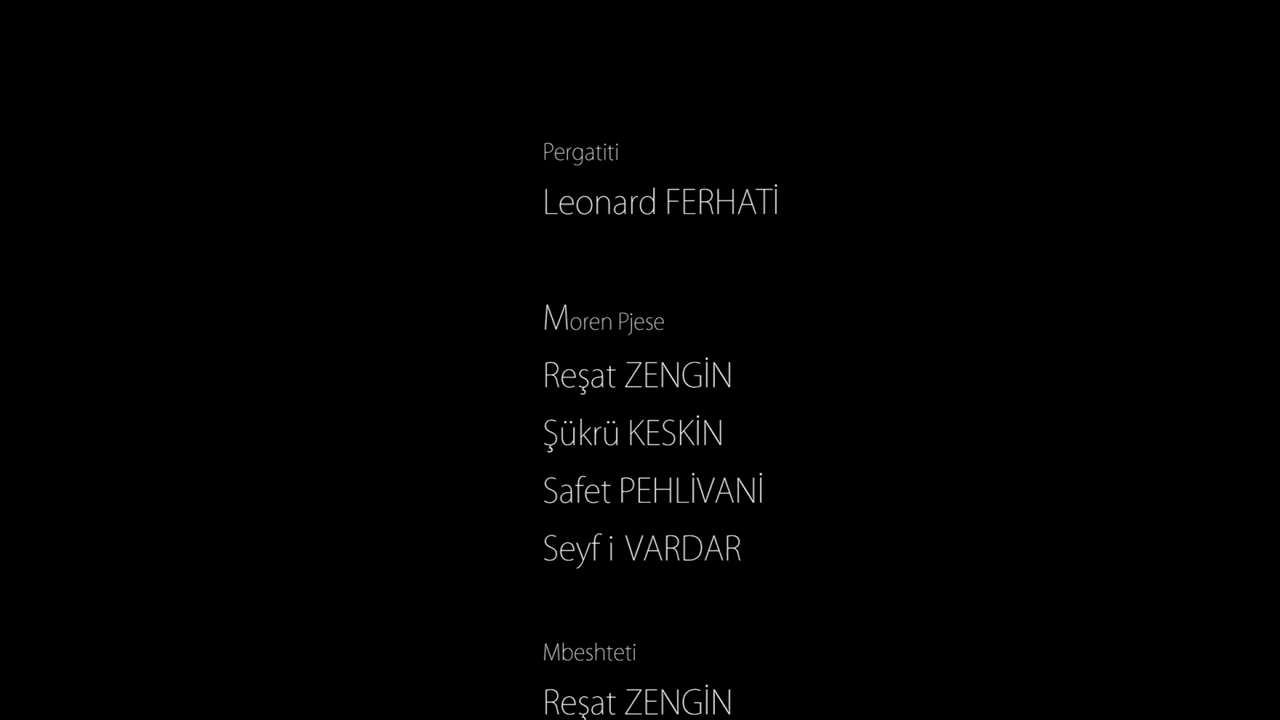 Pergatiti
Leonard FERHATİ
Moren Pjese
Reşat ZENGİN
Şükrü KESKİN
Safet PEHLİVANİ
Seyf i VARDAR
Mbeshteti
Reşat ZENGİN